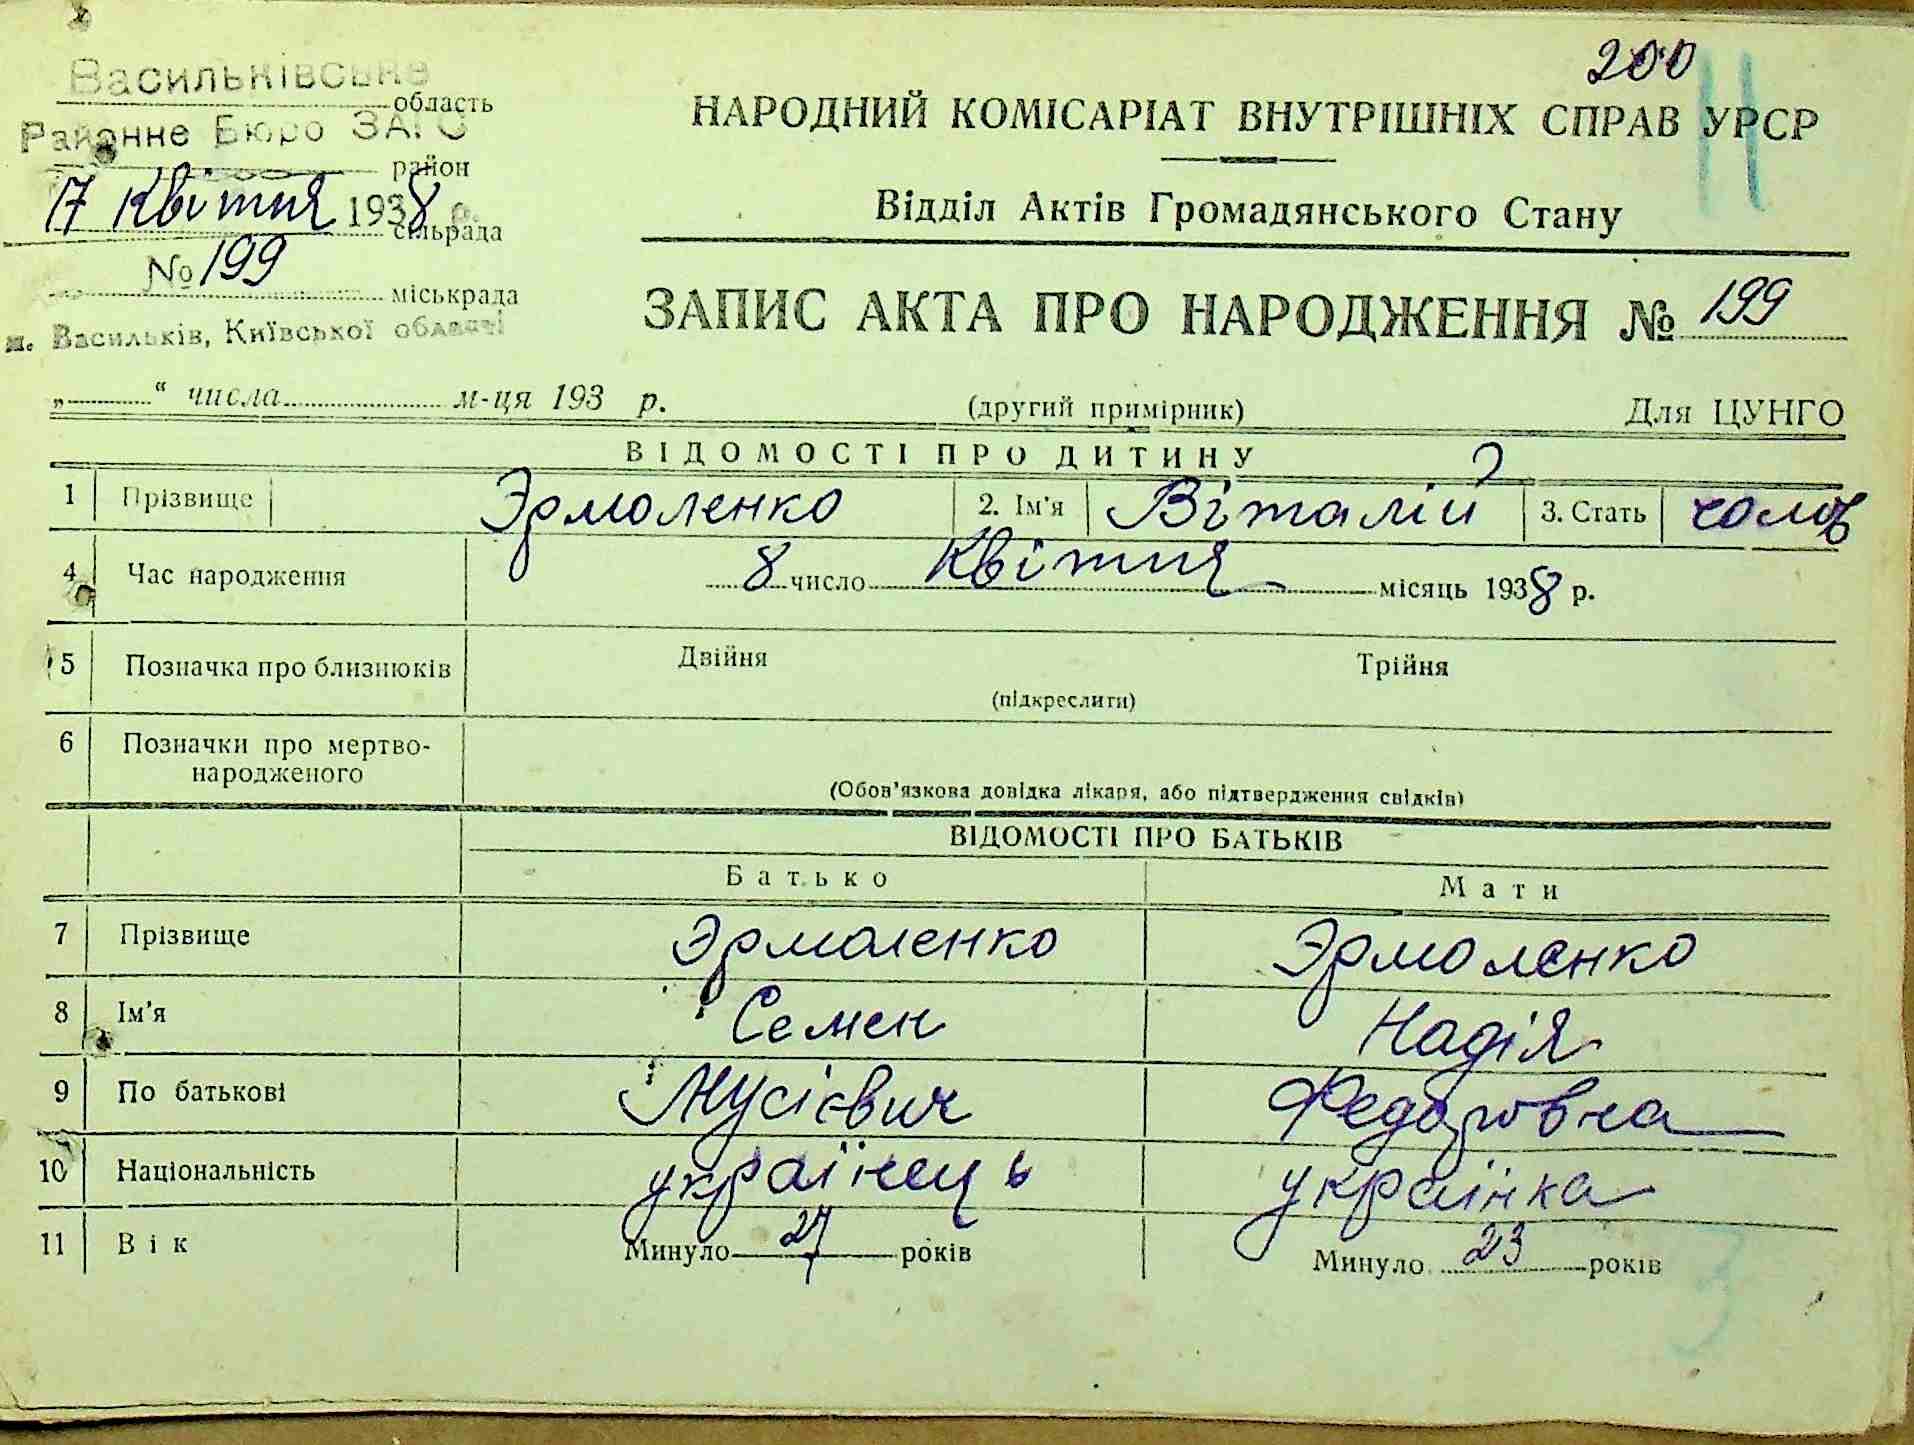 200
Васильківське
область
НАРОДНИЙ КОМІСАРІАТ ВНУТРІШНІХ СПРАВ УРСР
Районне Бюро ЗАГС
район
17 Квітня 1938 р.
сільрада
Відділ Актів Громадянського Стану
№ 199
міськрада
м. Васильків, Київської області
ЗАПИС АКТА ПРО НАРОДЖЕННЯ № 199
„ “ числа м-ця 193 р. (другий примірник) Для ЦУНГО
ВІДОМОСТІ ПРО ДИТИНУ
1 Прізвище Эрмоленко 2. Ім'я Віталій 3. Стать чолов
4 Час народження 8 число Квітня місяць 1938 р.
5 Позначка про близнюків Двійня Трійня
(підкреслити)
6 Позначки про мертво-
народженого
(Обов'язкова довідка лікаря, або підтвердження свідків)
ВІДОМОСТІ ПРО БАТЬКІВ
Батько Мати
7 Прізвище Эрмоленко Эрмоленко
8 Ім'я Семен Надія
9 По батькові Мусієвич Федоровна
10 Національність українець українка
11 Вік Минуло 27 років Минуло 23 років